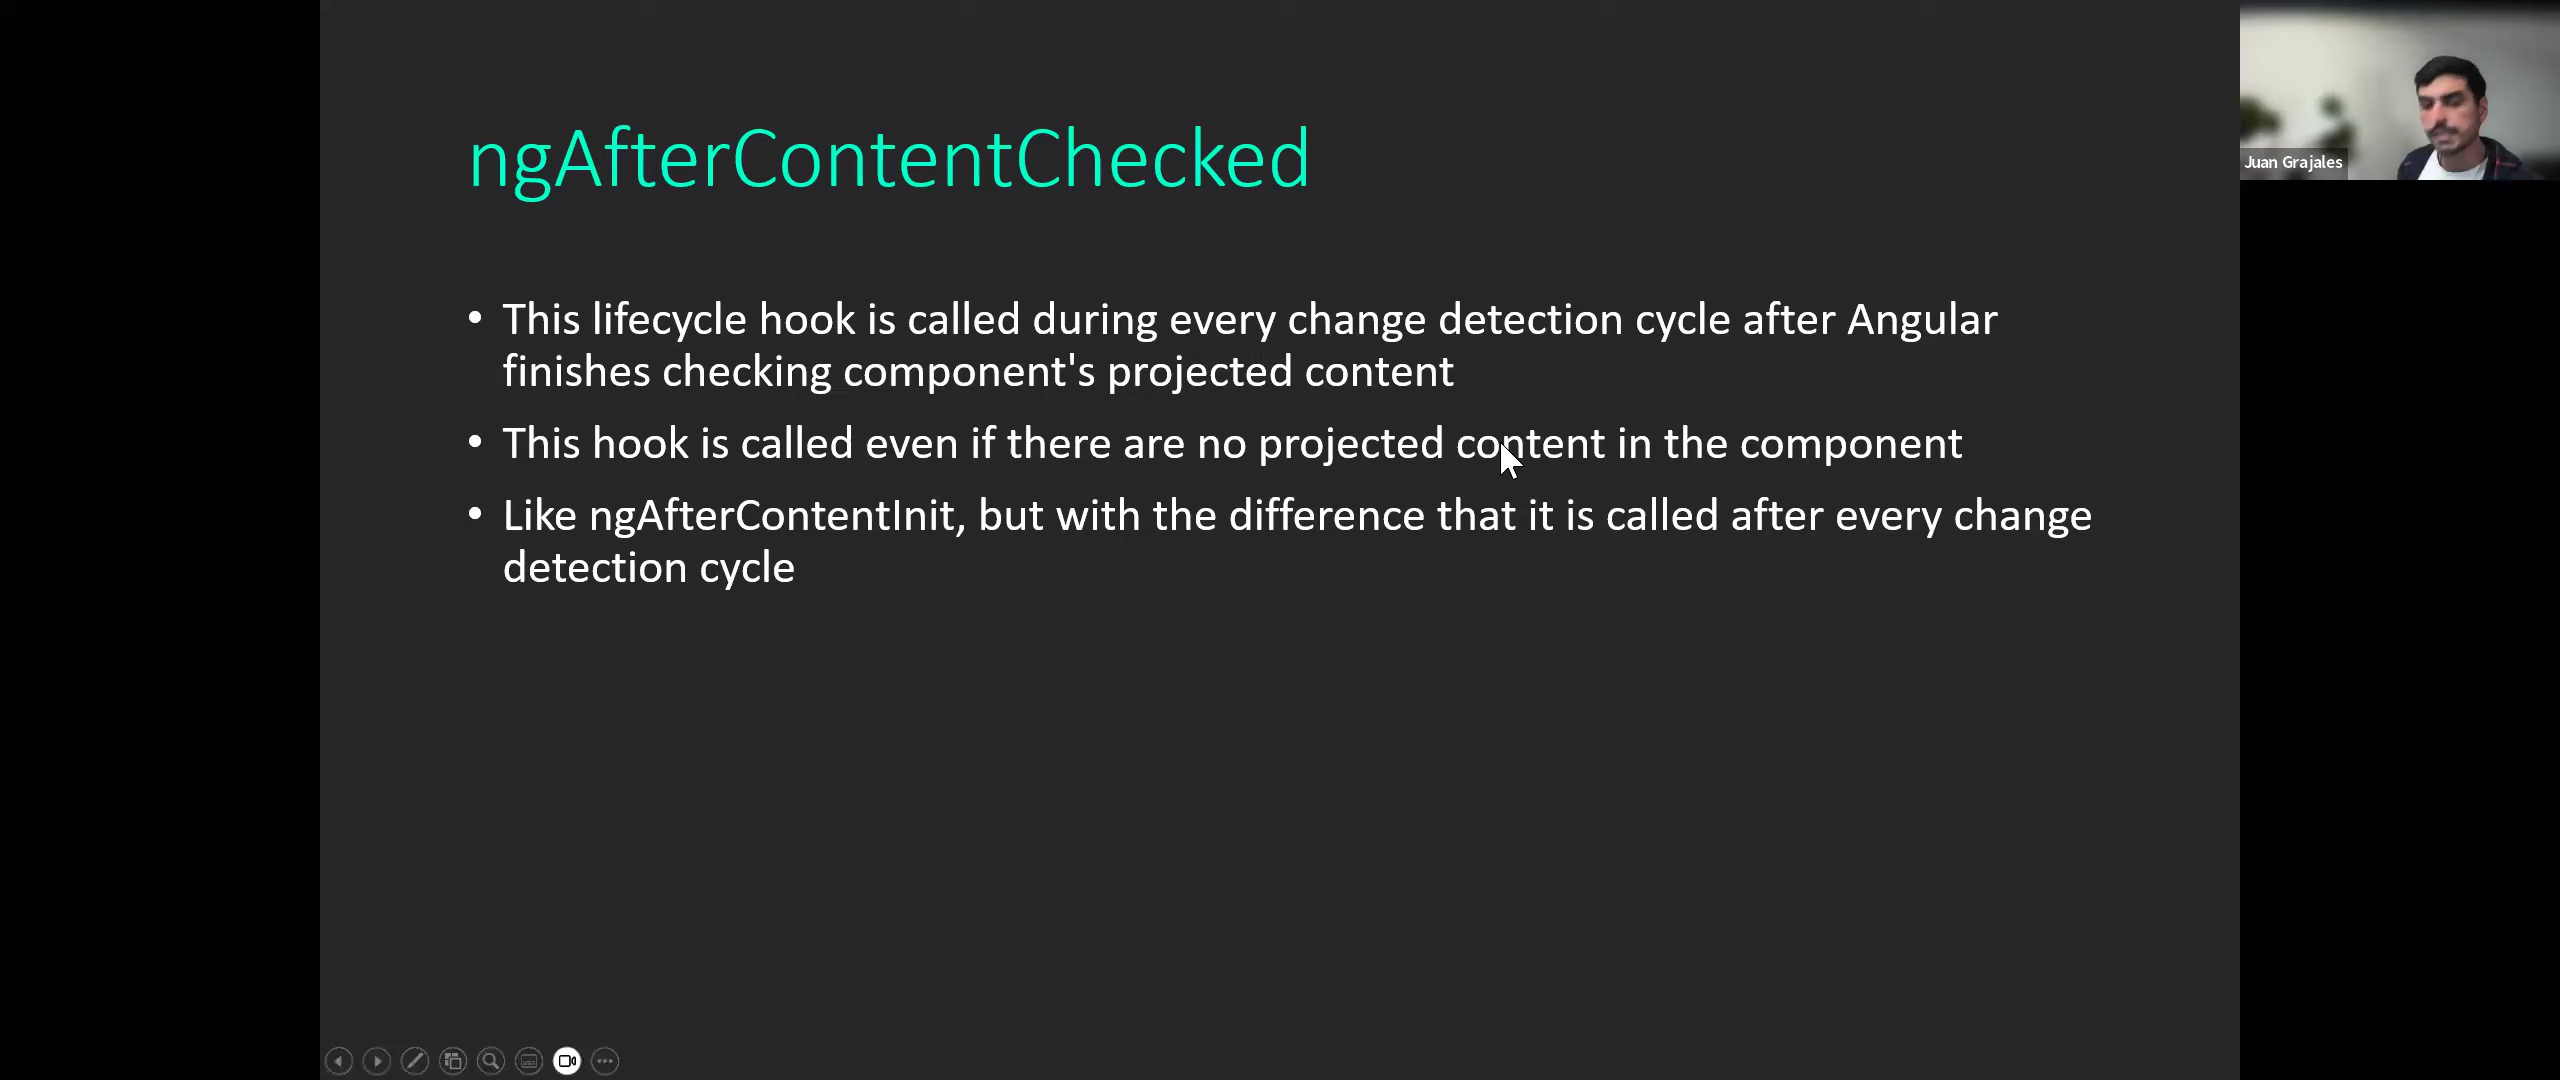 ngAfterContentChecked
Juan Grajales
• This lifecycle hook is called during every change detection cycle after Angular
finishes checking component's projected content
• This hook is called even if there are no projected content in the component
• Like ngAfterContentInit, but with the difference that it is called after every change
detection cycle